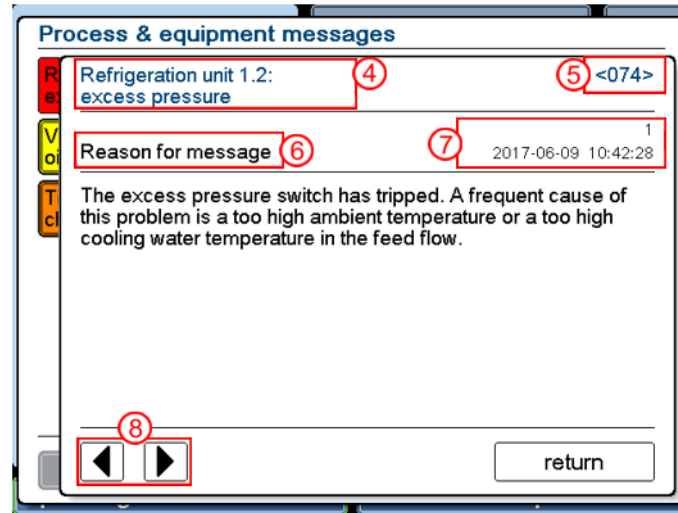 Process & equipment messages
Refrigeration unit 1.2:
excess pressure
4
5
<074>
Reason for message
6
7
1
2017-06-09 10:42:28
The excess pressure switch has tripped. A frequent cause of
this problem is a too high ambient temperature or a too high
cooling water temperature in the feed flow.
8
return